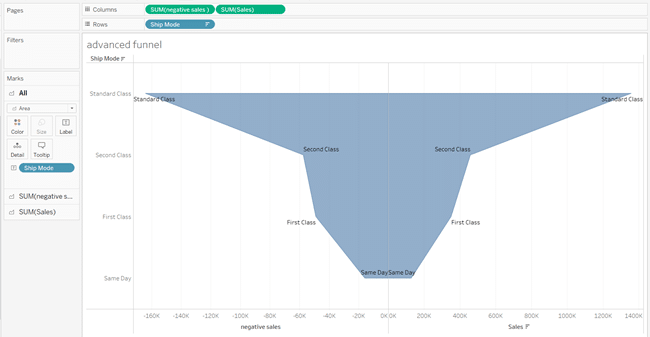 Pages
Columns
SUM(negative sales )
SUM(Sales)
Rows
Ship Mode
Filters
advanced funnel
Ship Mode
Marks
All
Area
Color
Size
Label
Detail
Tooltip
Ship Mode
SUM(negative s...
SUM(Sales)
Standard Class
Second Class
First Class
Same Day
Standard Class
Standard Class
Second Class
Second Class
First Class
First Class
Same Day
Same Day
-160K -140K -120K -100K -80K -60K -40K -20K 0K
0K 200K 400K 600K 800K 1000K 1200K 1400K
negative sales
Sales